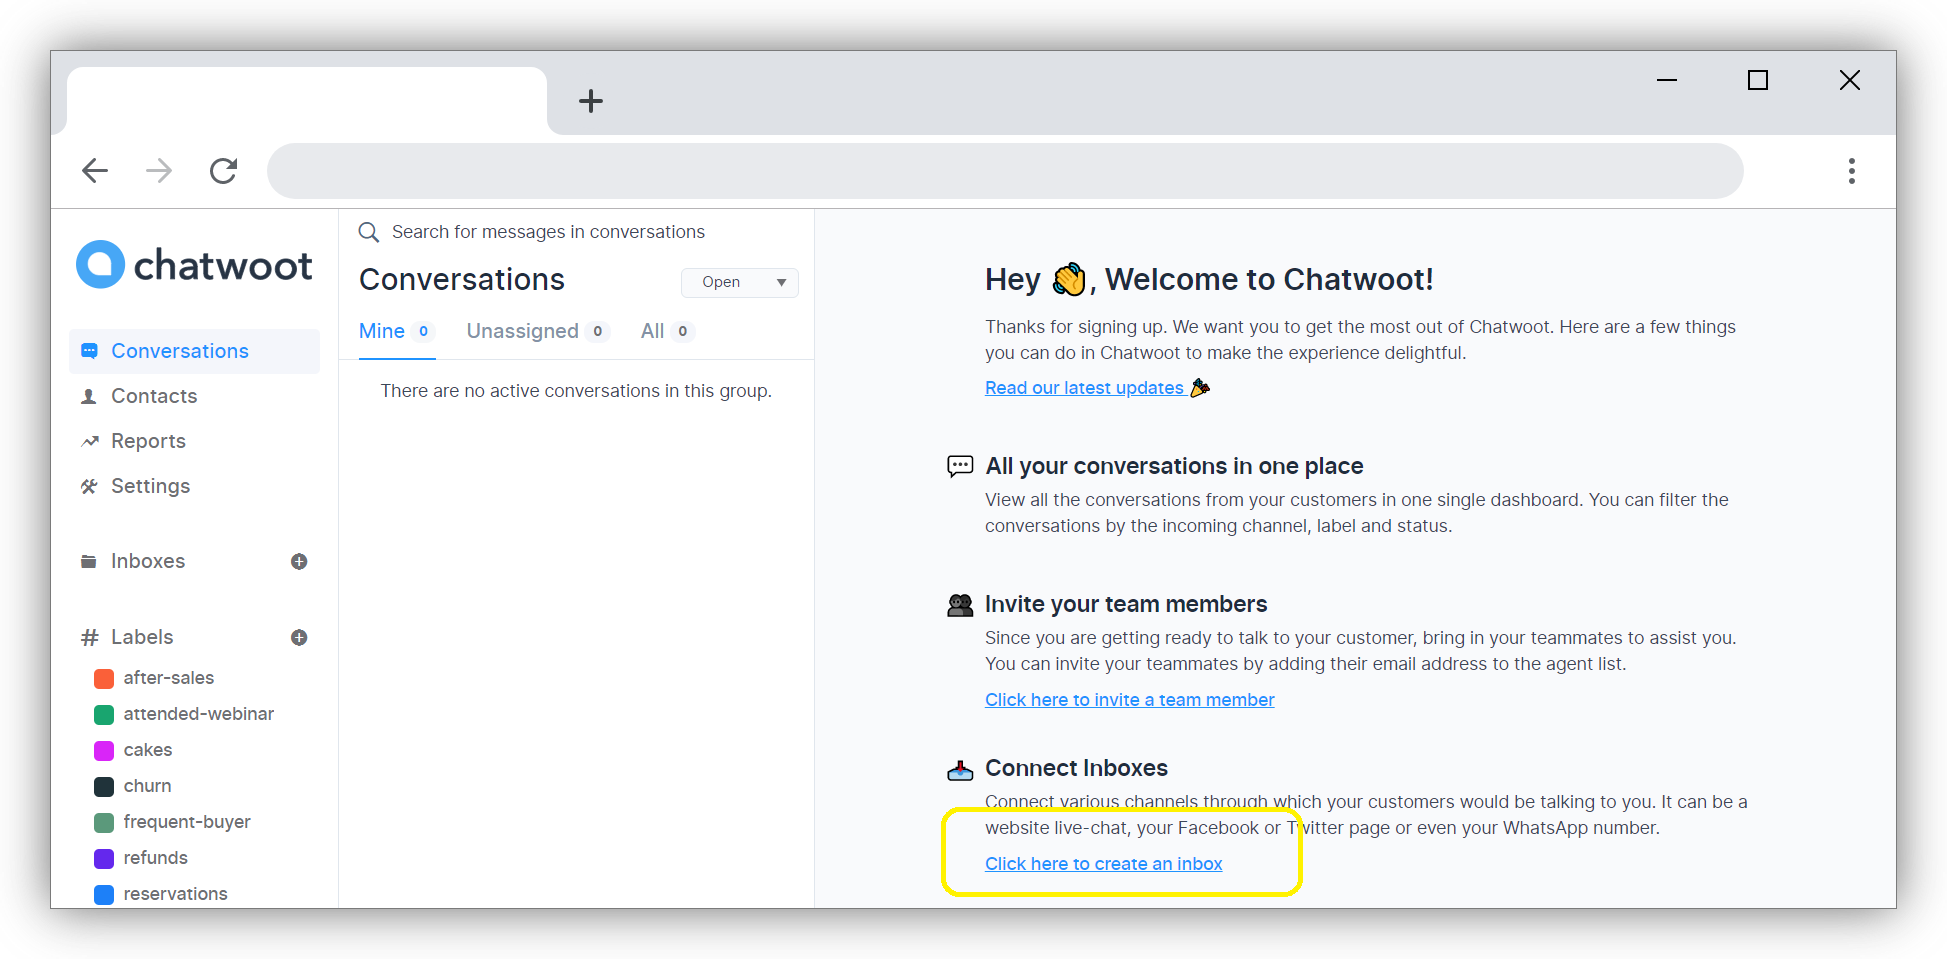 chatwoot
Conversations
Contacts
Reports
Settings
Inboxes
Labels
after-sales
attended-webinar
cakes
churn
frequent-buyer
refunds
reservations
Search for messages in conversations
Conversations
Open
Mine 0 Unassigned 0 All 0
There are no active conversations in this group.
Hey 👋, Welcome to Chatwoot!
Thanks for signing up. We want you to get the most out of Chatwoot. Here are a few things
you can do in Chatwoot to make the experience delightful.
Read our latest updates 🎉
All your conversations in one place
View all the conversations from your customers in one single dashboard. You can filter the
conversations by the incoming channel, label and status.
Invite your team members
Since you are getting ready to talk to your customer, bring in your teammates to assist you.
You can invite your teammates by adding their email address to the agent list.
Click here to invite a team member
Connect Inboxes
Connect various channels through which your customers would be talking to you. It can be a
website live-chat, your Facebook or Twitter page or even your WhatsApp number.
Click here to create an inbox